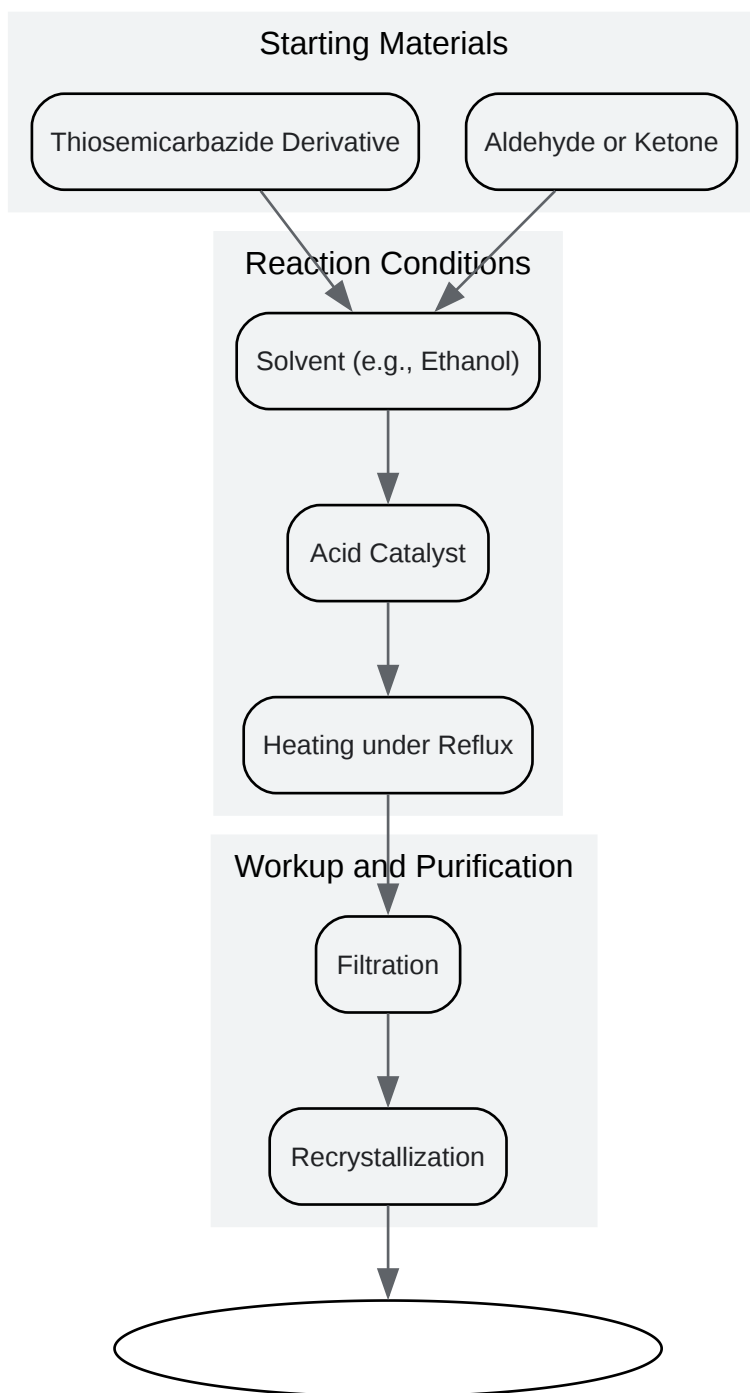 Starting Materials
Thiosemicarbazide Derivative
Aldehyde or Ketone
Reaction Conditions
Solvent (e.g., Ethanol)
Acid Catalyst
Heating under Reflux
Workup and Purification
Filtration
Recrystallization